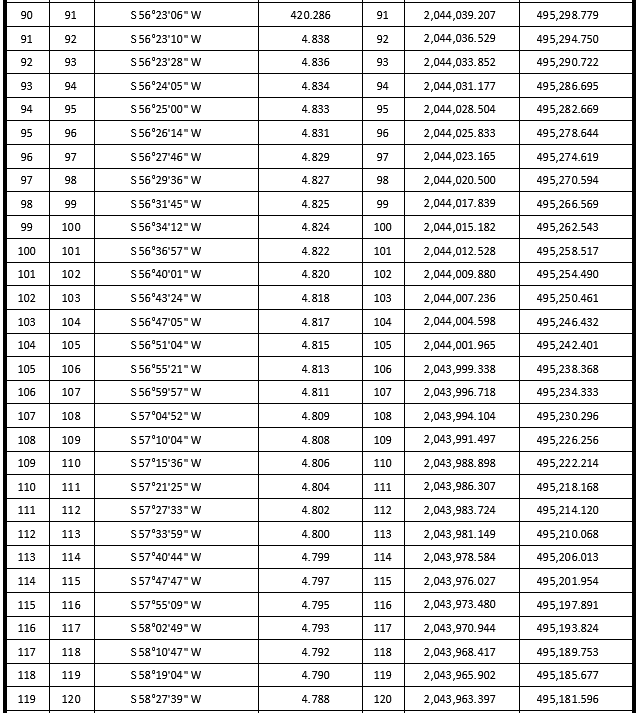 90 91 S 56°23'06" W 420.286 91 2,044,039.207 495,298.779
91 92 S 56°23'10" W 4.838 92 2,044,036.529 495,294.750
92 93 S 56°23'28" W 4.836 93 2,044,033.852 495,290.722
93 94 S 56°24'05" W 4.834 94 2,044,031.177 495,286.695
94 95 S 56°25'00" W 4.833 95 2,044,028.504 495,282.669
95 96 S 56°26'14" W 4.831 96 2,044,025.833 495,278.644
96 97 S 56°27'46" W 4.829 97 2,044,023.165 495,274.619
97 98 S 56°29'36" W 4.827 98 2,044,020.500 495,270.594
98 99 S 56°31'45" W 4.825 99 2,044,017.839 495,266.569
99 100 S 56°34'12" W 4.824 100 2,044,015.182 495,262.543
100 101 S 56°36'57" W 4.822 101 2,044,012.528 495,258.517
101 102 S 56°40'01" W 4.820 102 2,044,009.880 495,254.490
102 103 S 56°43'24" W 4.818 103 2,044,007.236 495,250.461
103 104 S 56°47'05" W 4.817 104 2,044,004.598 495,246.432
104 105 S 56°51'04" W 4.815 105 2,044,001.965 495,242.401
105 106 S 56°55'21" W 4.813 106 2,043,999.338 495,238.368
106 107 S 56°59'57" W 4.811 107 2,043,996.718 495,234.333
107 108 S 57°04'52" W 4.809 108 2,043,994.104 495,230.296
108 109 S 57°10'04" W 4.808 109 2,043,991.497 495,226.256
109 110 S 57°15'36" W 4.806 110 2,043,988.898 495,222.214
110 111 S 57°21'25" W 4.804 111 2,043,986.307 495,218.168
111 112 S 57°27'33" W 4.802 112 2,043,983.724 495,214.120
112 113 S 57°33'59" W 4.800 113 2,043,981.149 495,210.068
113 114 S 57°40'44" W 4.799 114 2,043,978.584 495,206.013
114 115 S 57°47'47" W 4.797 115 2,043,976.027 495,201.954
115 116 S 57°55'09" W 4.795 116 2,043,973.480 495,197.891
116 117 S 58°02'49" W 4.793 117 2,043,970.944 495,193.824
117 118 S 58°10'47" W 4.792 118 2,043,968.417 495,189.753
118 119 S 58°19'04" W 4.790 119 2,043,965.902 495,185.677
119 120 S 58°27'39" W 4.788 120 2,043,963.397 495,181.596